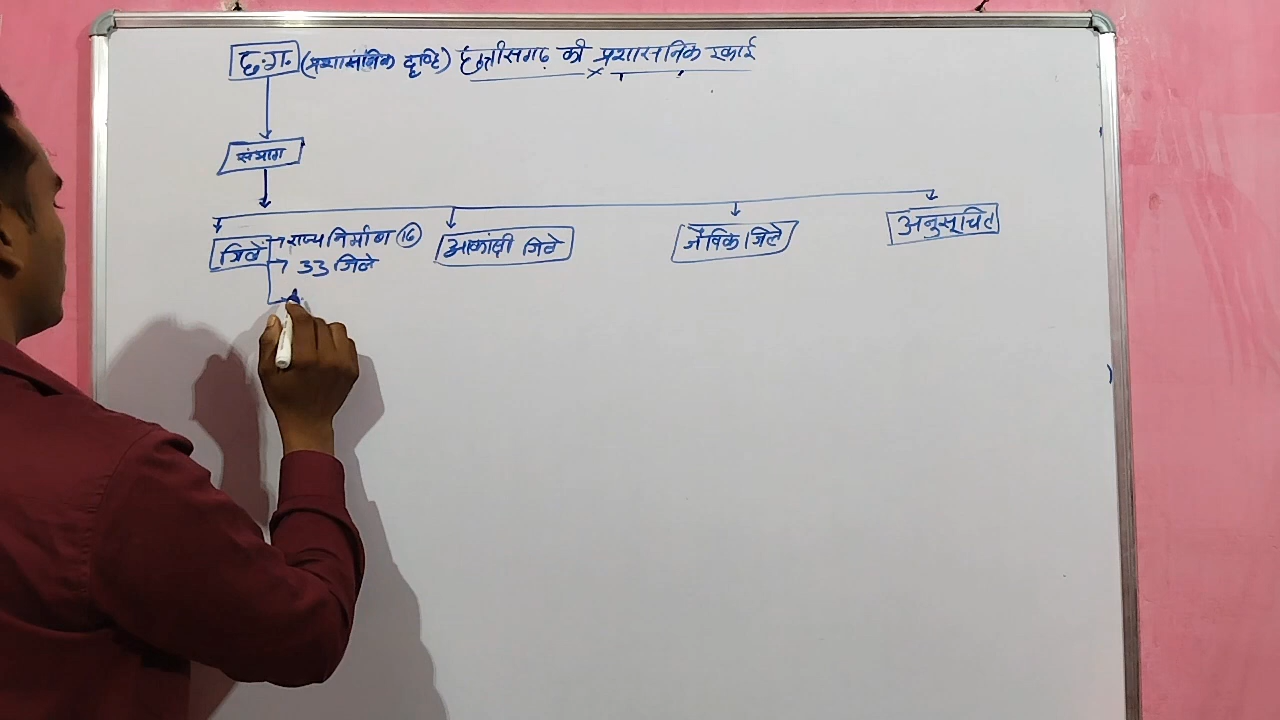 छ.ग. (प्रशासनिक दृष्टि) छत्तीसगढ़ की प्रशासनिक इकाई
संभाग
जिले → राज्य निर्माण (16)
→ 33 जिले
आकांक्षी जिले
जैविक जिले
अनुसूचित